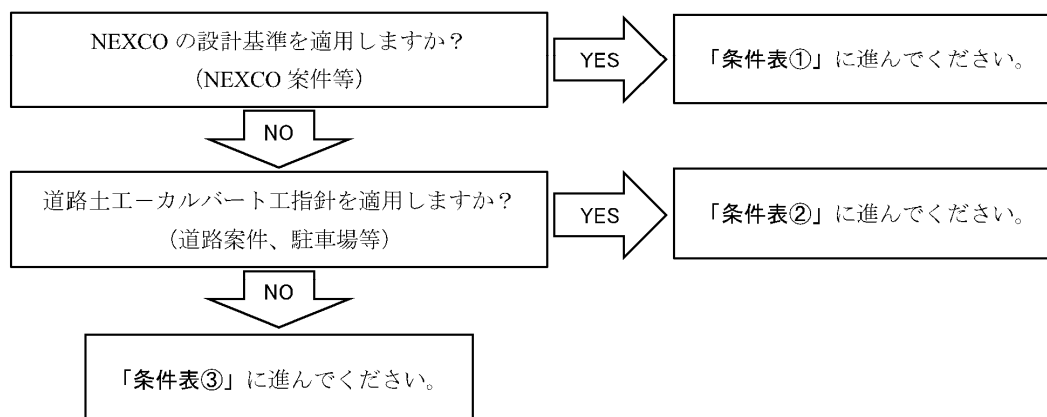 NEXCO の設計基準を適用しますか？
（NEXCO 案件等）
YES
「条件表①」に進んでください。
NO
道路土工－カルバート工指針を適用しますか？
（道路案件、駐車場等）
YES
「条件表②」に進んでください。
NO
「条件表③」に進んでください。